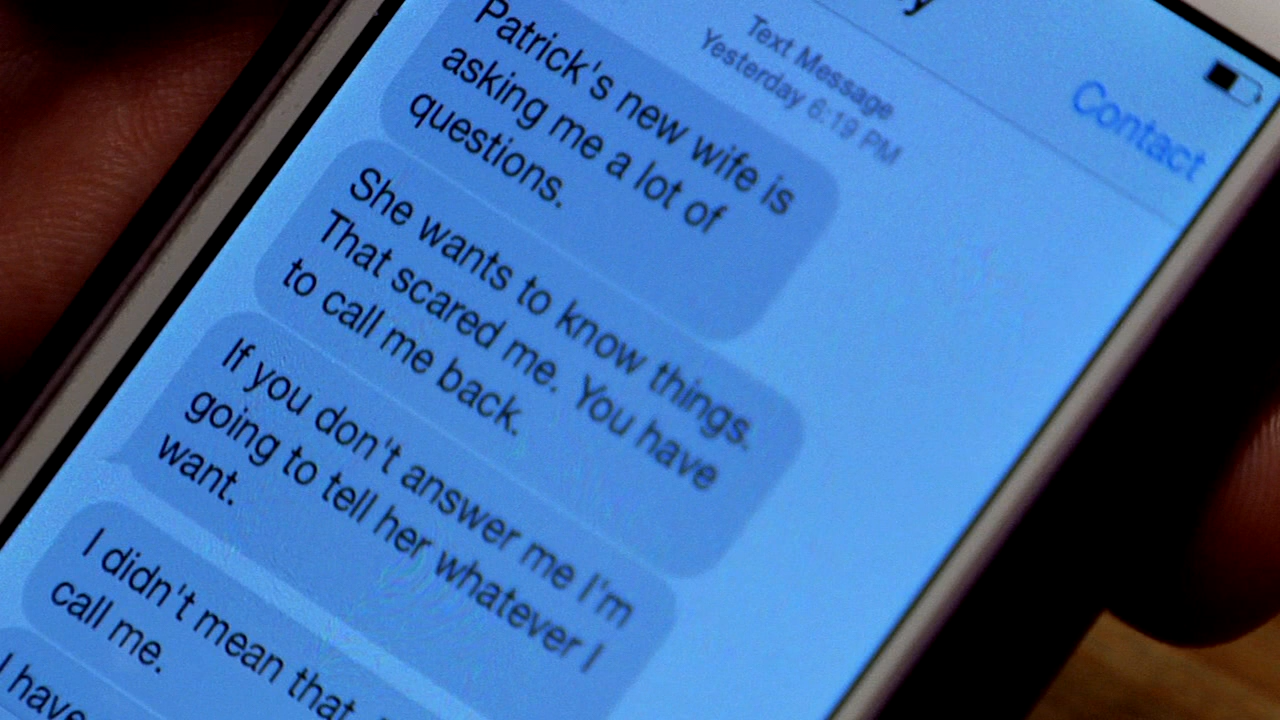 Text Message
Yesterday 6:19 PM
Contact
Patrick's new wife is
asking me a lot of
questions.
She wants to know things.
That scared me. You have
to call me back.
If you don't answer me I'm
going to tell her whatever I
want.
I didn't mean that.
call me.
I have